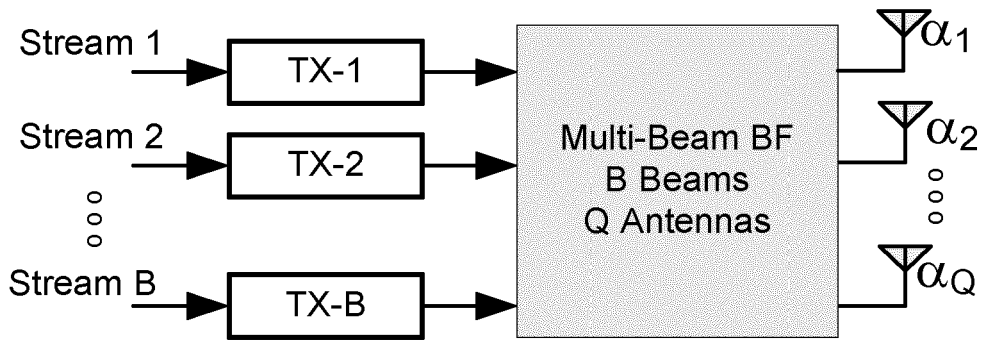 Stream 1
TX-1
α1
Stream 2
TX-2
Multi-Beam BF
B Beams
Q Antennas
α2
Stream B
TX-B
αQ